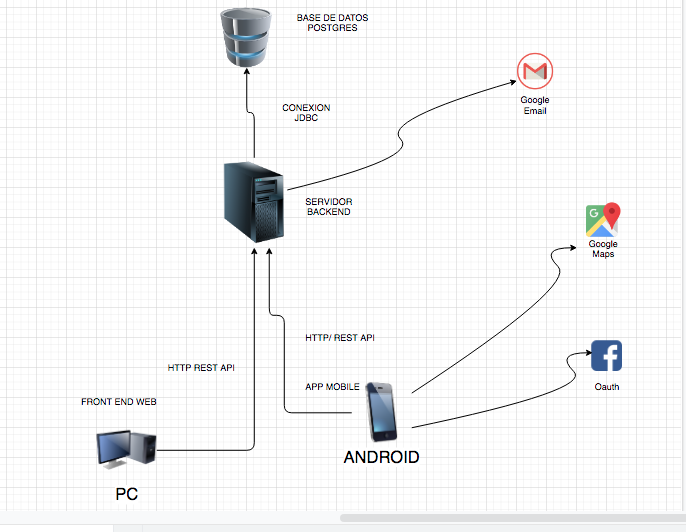 BASE DE DATOS
POSTGRES
Google
Email
CONEXION
JDBC
SERVIDOR
BACKEND
G
Google
Maps
HTTP/ REST API
HTTP REST API
APP MOBILE
f
Oauth
FRONT END WEB
ANDROID
PC